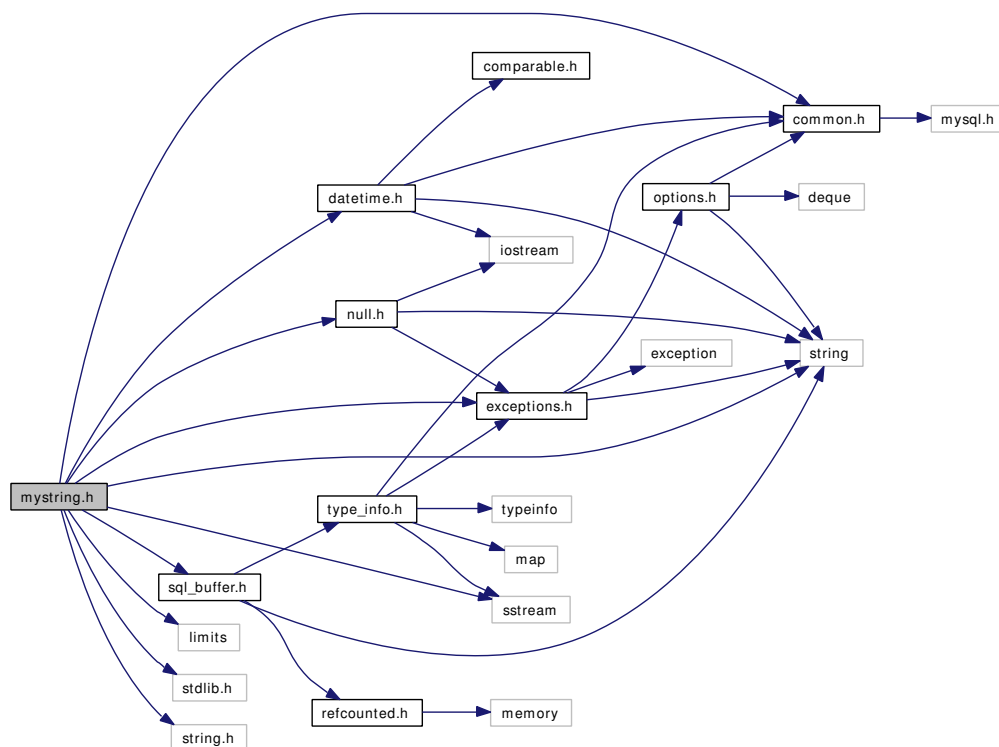 comparable.h
common.h
mysql.h
datetime.h
options.h
deque
iostream
null.h
exception
string
exceptions.h
mystring.h
type_info.h
typeinfo
map
sql_buffer.h
sstream
limits
stdlib.h
refcounted.h
memory
string.h